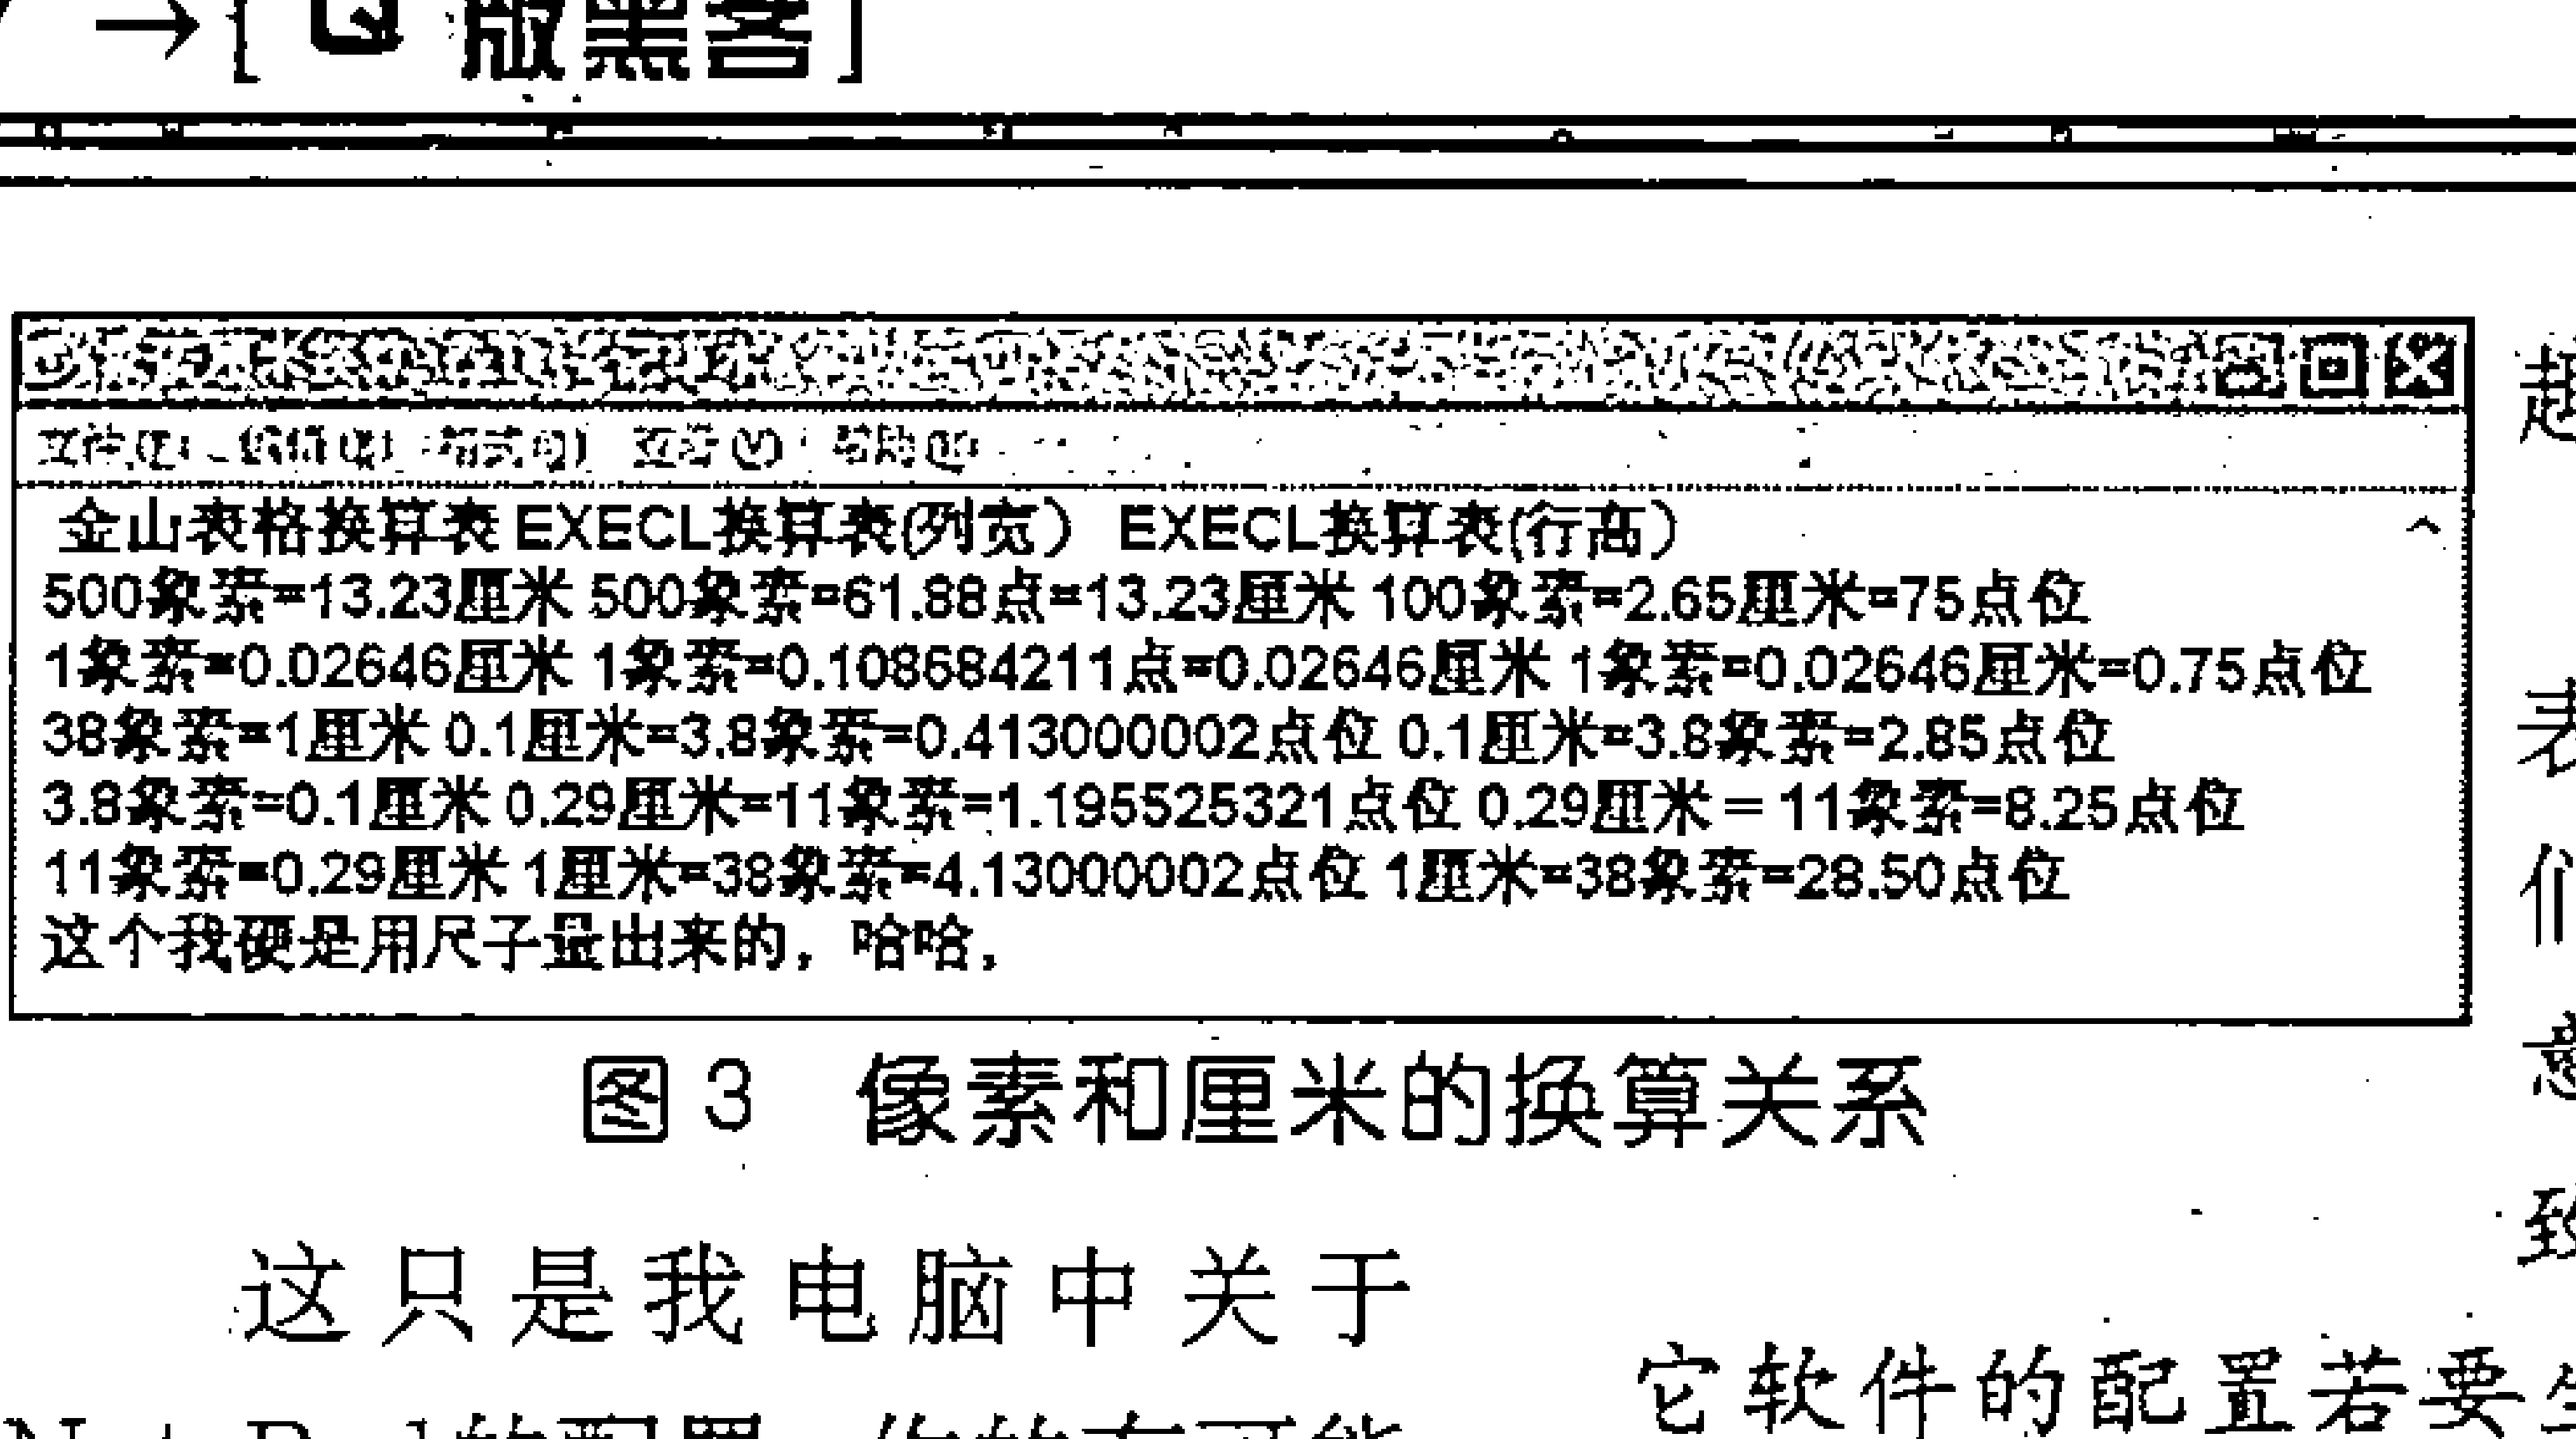 →[ 版黑客]
文件(F) 编辑(E) 格式(O) 查看(V) 帮助(H)
金山表格换算表 EXECL换算表(列宽) EXECL换算表(行高)
500象素=13.23厘米 500象素=61.88点=13.23厘米 100象素=2.65厘米=75点位
1象素=0.02646厘米 1象素=0.108684211点=0.02646厘米 1象素=0.02646厘米=0.75点位
38象素=1厘米 0.1厘米=3.8象素=0.413000002点位 0.1厘米=3.8象素=2.85点位
3.8象素=0.1厘米 0.29厘米=11象素=1.195525321点位 0.29厘米 = 11象素=8.25点位
11象素=0.29厘米 1厘米=38象素=4.13000002点位 1厘米=38象素=28.50点位
这个我硬是用尺子量出来的，哈哈，
图 3 像素和厘米的换算关系
这只是我电脑中关于
它软件的配置若要
表
们
致